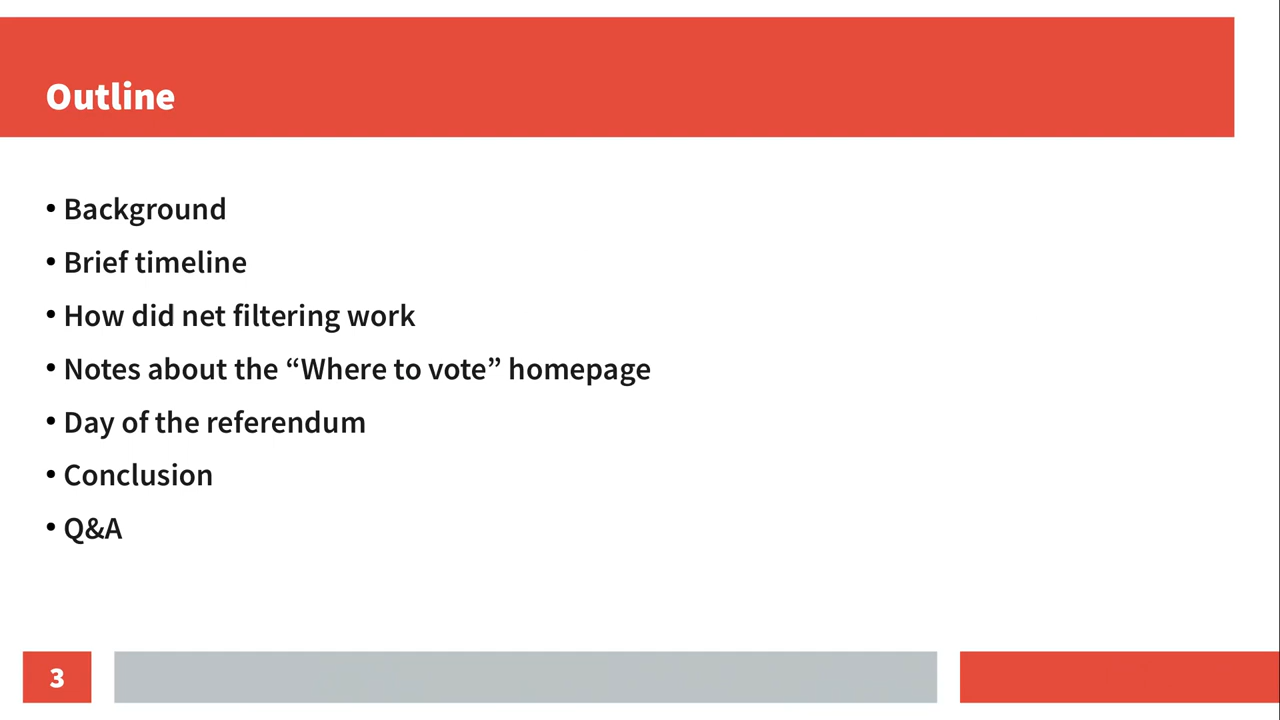 Outline
• Background
• Brief timeline
• How did net filtering work
• Notes about the “Where to vote” homepage
• Day of the referendum
• Conclusion
• Q&A
3